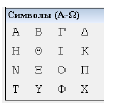 Символы (Α-Ω)
Α Β Γ Δ
Η Θ Ι Κ
Ν Ξ Ο Π
Τ Υ Φ Χ